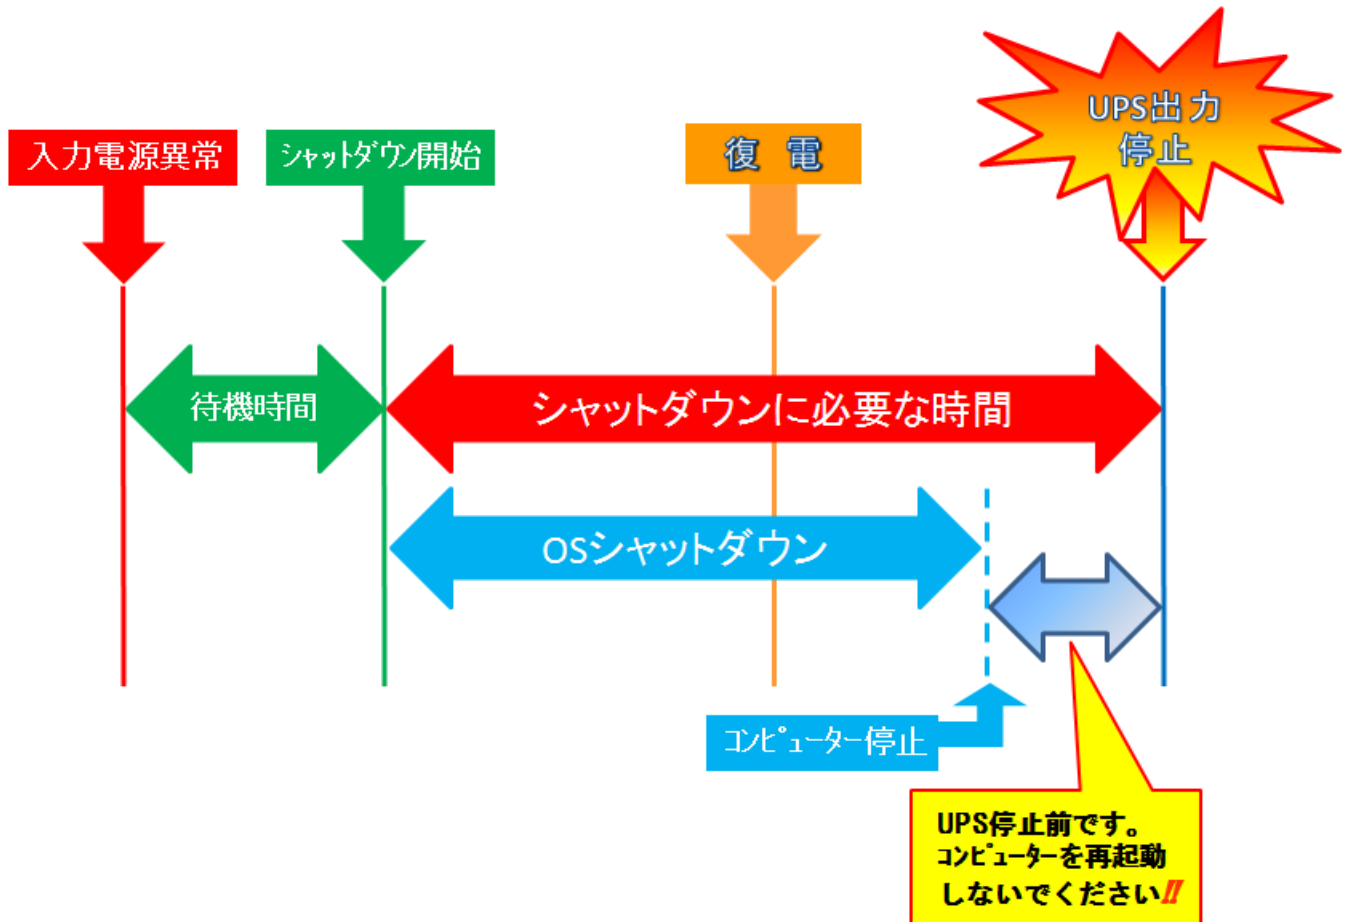 入力電源異常
ｼｬｯﾄﾀﾞｳﾝ開始
復 電
UPS出力
停止
待機時間
シャットダウンに必要な時間
OSシャットダウン
ｺﾝﾋﾟｭｰﾀｰ停止
UPS停止前です。
ｺﾝﾋﾟｭｰﾀｰを再起動
しないでください!!